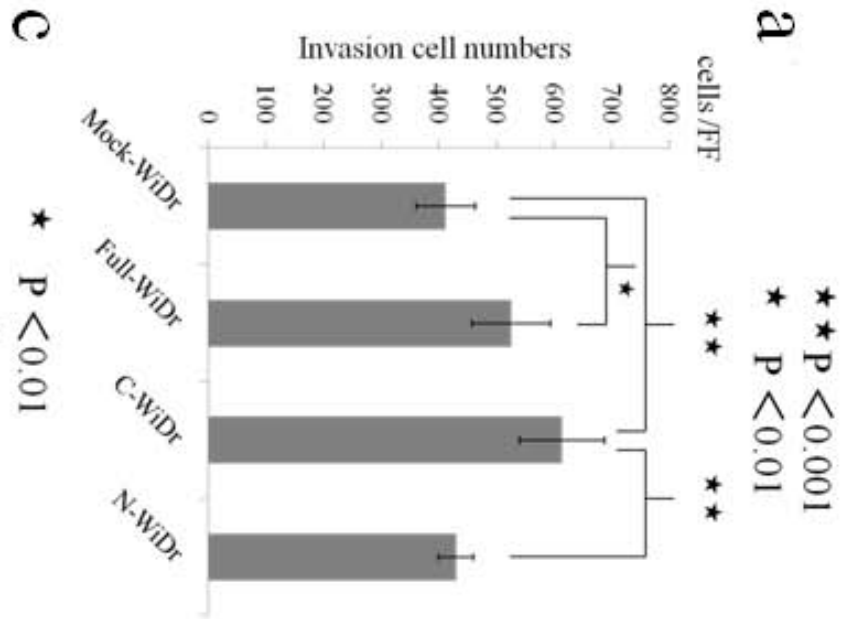 a
★★P <0.001
★ P <0.01
cells /FF
800
700
600
500
400
300
200
100
0
Invasion cell numbers
★
★★
★★
Mock-WiDr
Full-WiDr
C-WiDr
N-WiDr
★ P <0.01
c